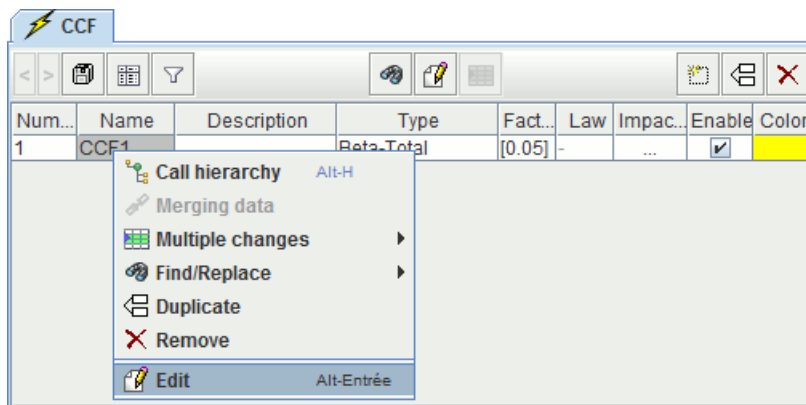 CCF
Num... Name Description Type Fact... Law Impac... Enable Color
1 CCF1 Beta-Total [0.05] - ...
Call hierarchy Alt-H
Merging data
Multiple changes
Find/Replace
Duplicate
Remove
Edit Alt-Entrée